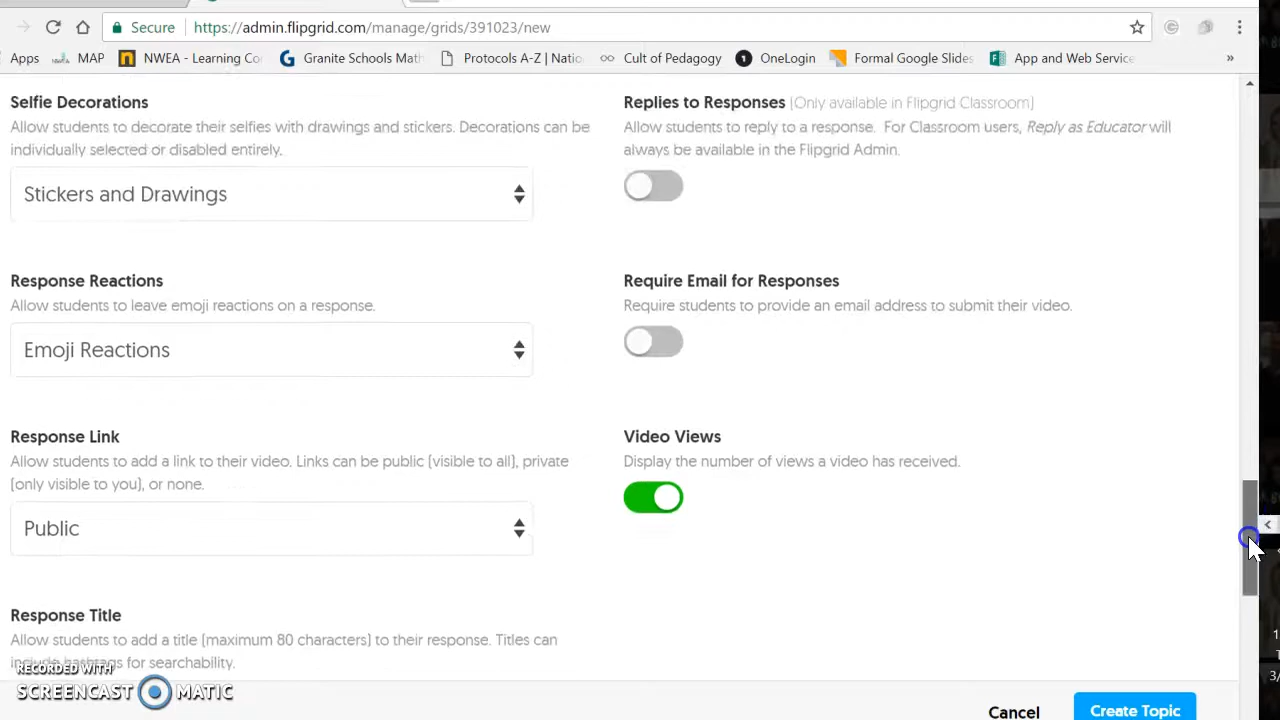 Secure https://admin.flipgrid.com/manage/grids/391023/new
Apps MAP NWEA - Learning Co Granite Schools Math Protocols A-Z | Natio Cult of Pedagogy OneLogin Formal Google Slides App and Web Service »
Selfie Decorations
Allow students to decorate their selfies with drawings and stickers. Decorations can be
individually selected or disabled entirely.
Stickers and Drawings
Replies to Responses (Only available in Flipgrid Classroom)
Allow students to reply to a response. For Classroom users, Reply as Educator will
always be available in the Flipgrid Admin.
Response Reactions
Allow students to leave emoji reactions on a response.
Emoji Reactions
Require Email for Responses
Require students to provide an email address to submit their video.
Response Link
Allow students to add a link to their video. Links can be public (visible to all), private
(only visible to you), or none.
Public
Video Views
Display the number of views a video has received.
Response Title
Allow students to add a title (maximum 80 characters) to their response. Titles can
include hashtags for searchability.
RECORDED WITH
SCREENCAST MATIC
Cancel Create Topic